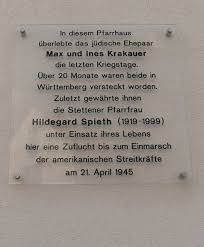 In diesem Pfarrhaus
überlebte das jüdische Ehepaar
Max und Ines Krakauer
die letzten Kriegstage.
Über 20 Monate waren beide in
Württemberg versteckt worden.
Zuletzt gewährte ihnen
die Stettener Pfarrfrau
Hildegard Spieth (1919-1999)
unter Einsatz ihres Lebens
hier eine Zuflucht bis zum Einmarsch
der amerikanischen Streitkräfte
am 21. April 1945